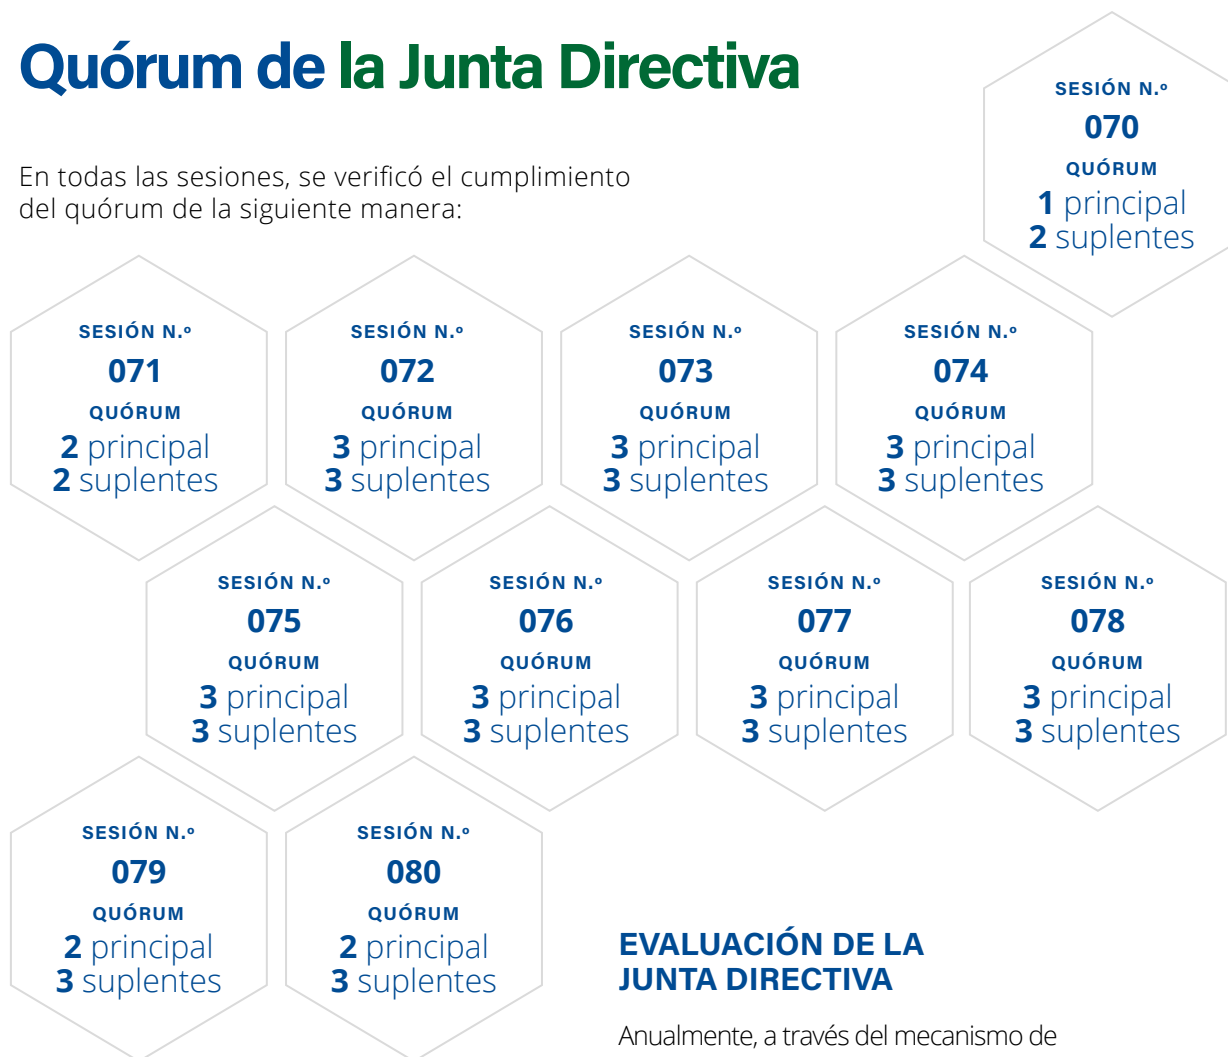 Quórum de la Junta Directiva
En todas las sesiones, se verificó el cumplimiento
del quórum de la siguiente manera:
SESIÓN N.º
070
QUÓRUM
1 principal
2 suplentes
SESIÓN N.º
071
QUÓRUM
2 principal
2 suplentes
SESIÓN N.º
072
QUÓRUM
3 principal
3 suplentes
SESIÓN N.º
073
QUÓRUM
3 principal
3 suplentes
SESIÓN N.º
074
QUÓRUM
3 principal
3 suplentes
SESIÓN N.º
075
QUÓRUM
3 principal
3 suplentes
SESIÓN N.º
076
QUÓRUM
3 principal
3 suplentes
SESIÓN N.º
077
QUÓRUM
3 principal
3 suplentes
SESIÓN N.º
078
QUÓRUM
3 principal
3 suplentes
SESIÓN N.º
079
QUÓRUM
2 principal
3 suplentes
SESIÓN N.º
080
QUÓRUM
2 principal
3 suplentes
EVALUACIÓN DE LA
JUNTA DIRECTIVA
Anualmente, a través del mecanismo de